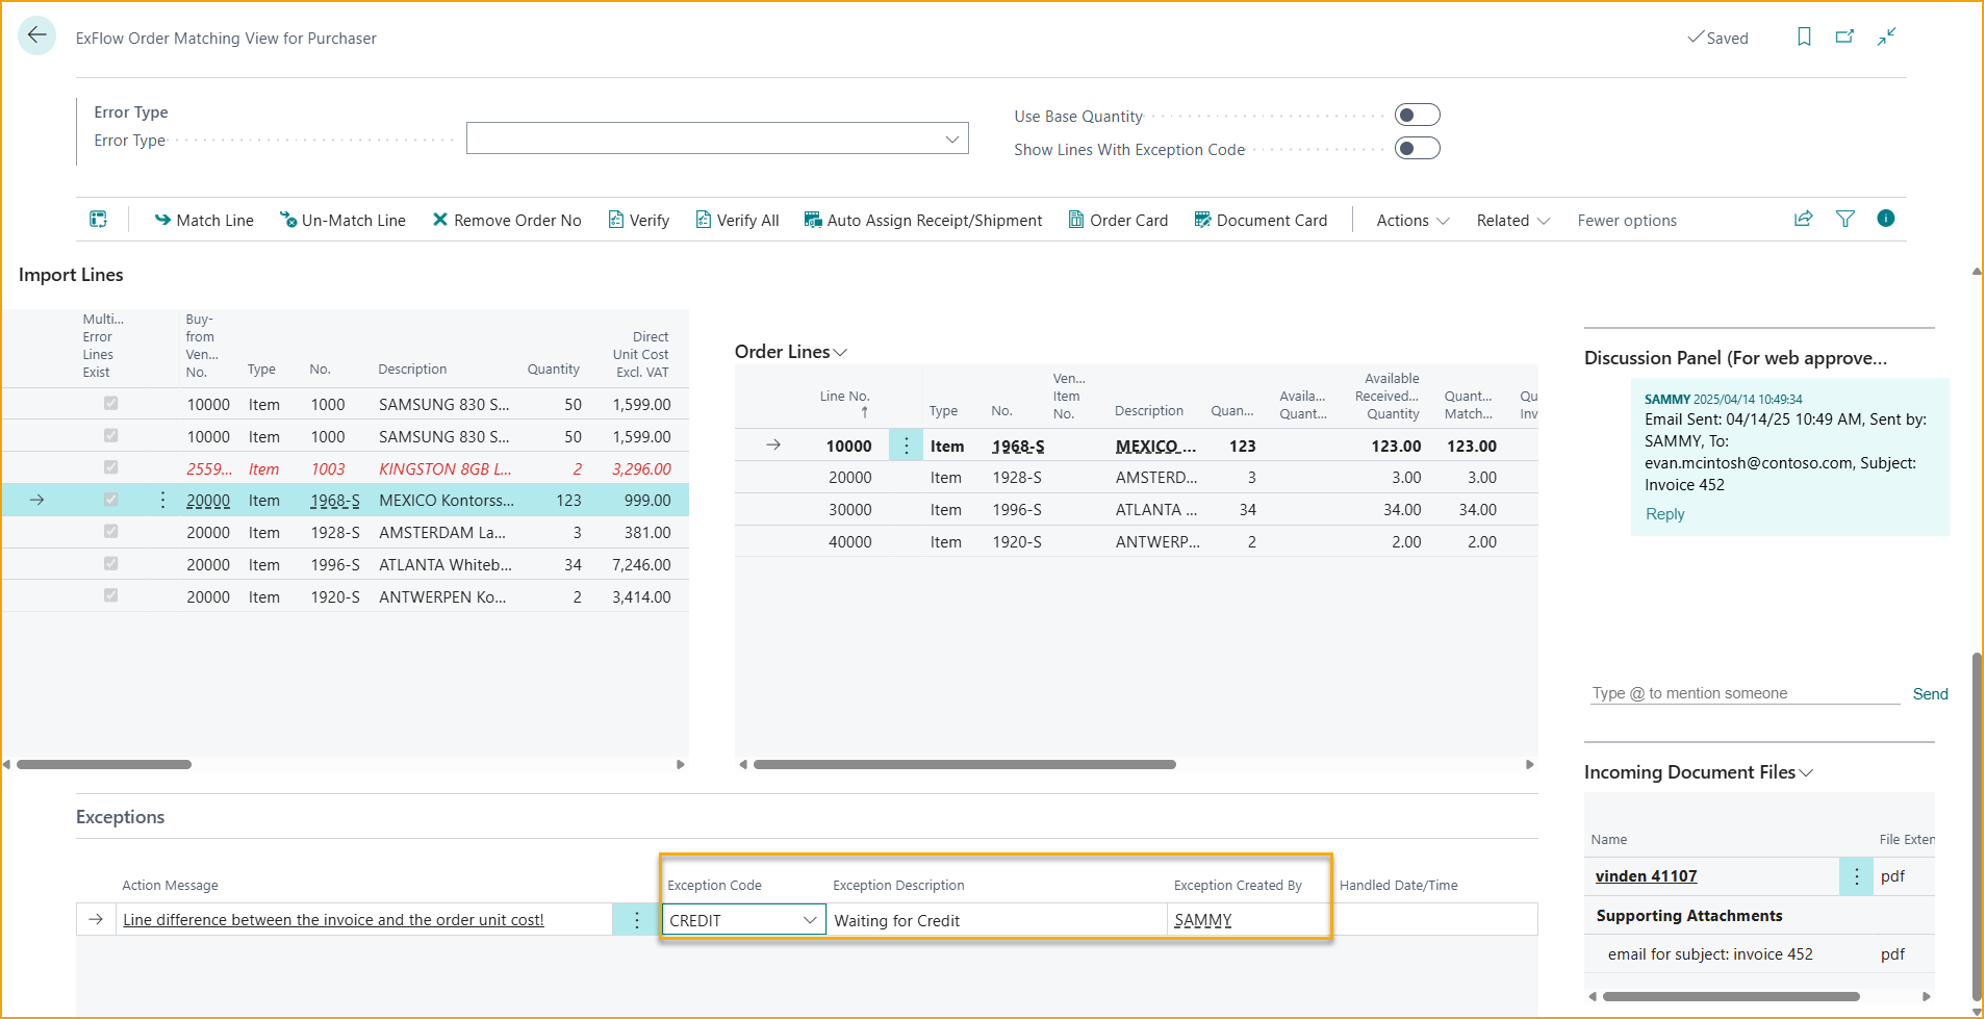 ExFlow Order Matching View for Purchaser
Saved
Error Type
Error Type
Use Base Quantity
Show Lines With Exception Code
Match Line Un-Match Line Remove Order No Verify Verify All Auto Assign Receipt/Shipment Order Card Document Card Actions Related Fewer options
Import Lines
Multi... Error Lines Exist Buy-from Ven... No. Type No. Description Quantity Direct Unit Cost Excl. VAT
10000 Item 1000 SAMSUNG 830 S... 50 1,599.00
10000 Item 1000 SAMSUNG 830 S... 50 1,599.00
2559... Item 1003 KINGSTON 8GB L... 2 3,296.00
20000 Item 1968-S MEXICO Kontorss... 123 999.00
20000 Item 1928-S AMSTERDAM La... 3 381.00
20000 Item 1996-S ATLANTA Whiteb... 34 7,246.00
20000 Item 1920-S ANTWERPEN Ko... 2 3,414.00
Order Lines
Line No. Type No. Ven... Item No. Description Quan... Availa... Quant... Available Received... Quantity Quant... Match... Qu Inv
10000 Item 1968-S MEXICO ... 123 123.00 123.00
20000 Item 1928-S AMSTERD... 3 3.00 3.00
30000 Item 1996-S ATLANTA ... 34 34.00 34.00
40000 Item 1920-S ANTWERP... 2 2.00 2.00
Discussion Panel (For web approve...
SAMMY 2025/04/14 10:49:34
Email Sent: 04/14/25 10:49 AM, Sent by:
SAMMY, To:
evan.mcintosh@contoso.com, Subject:
Invoice 452
Reply
Type @ to mention someone
Send
Incoming Document Files
Name File Exten
vinden 41107 pdf
Supporting Attachments
email for subject: invoice 452 pdf
Exceptions
Action Message Exception Code Exception Description Exception Created By Handled Date/Time
Line difference between the invoice and the order unit cost! CREDIT Waiting for Credit SAMMY